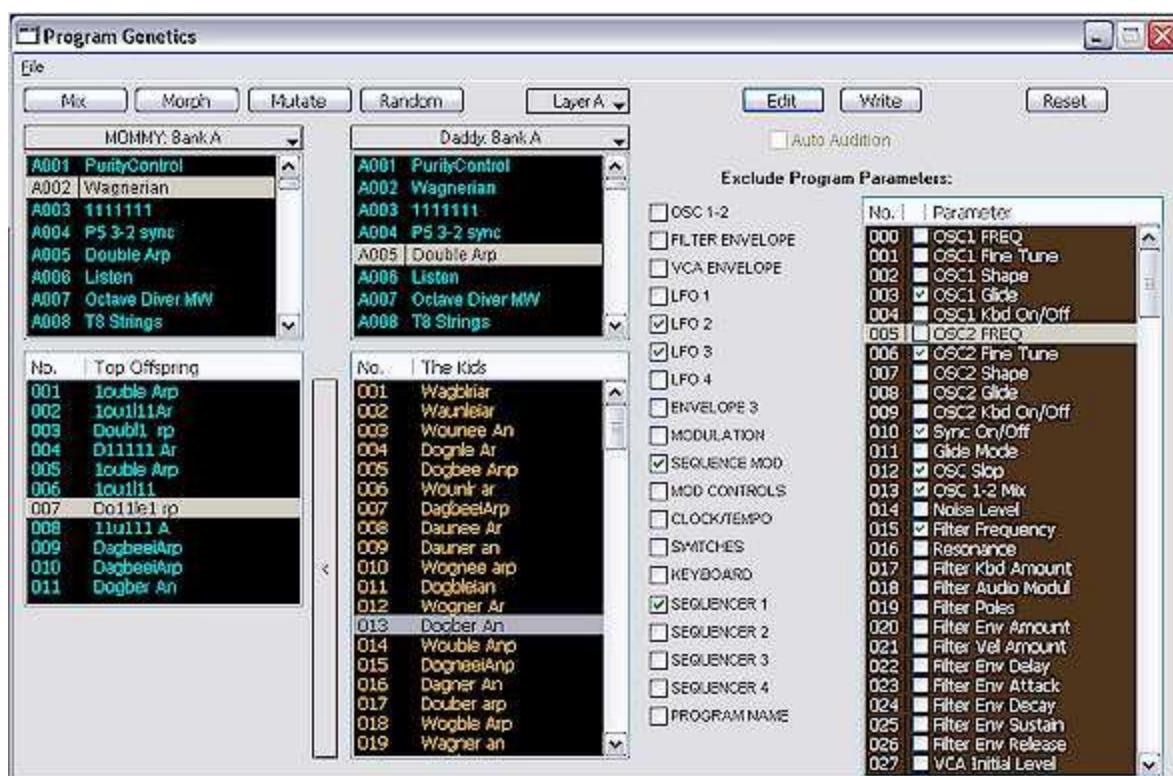 Program Genetics
File
Mix Morph Mutate Random Layer A Edit Write Reset
MOMMY: Bank A
A001 PurityControl
A002 Wagnerian
A003 1111111
A004 P5 3-2 sync
A005 Double Arp
A006 Listen
A007 Octave Diver MW
A008 T8 Strings
Daddy: Bank A
A001 PurityControl
A002 Wagnerian
A003 1111111
A004 P5 3-2 sync
A005 Double Arp
A006 Listen
A007 Octave Diver MW
A008 T8 Strings
No. Top Offspring
001 1ouble Arp
002 1ou1l11Ar
003 Doubl1 rp
004 D11111 Ar
005 1ouble Arp
006 1ou1l11
007 Do11le1 rp
008 11u111 A
009 DagbeeiArp
010 DagbeeiArp
011 Dogber An
<
No. The Kids
001 Wagbliriar
002 Waunleiar
003 Wounee An
004 Dognle Ar
005 Dogbee Anp
006 Wounlr ar
007 DagbeeiArp
008 Daunee Ar
009 Dauner an
010 Wognee arp
011 Dogbleian
012 Wogner Ar
013 Dogber An
014 Wouble Anp
015 DogneeiAnp
016 Dagner An
017 Douber arp
018 Wogble Arp
019 Wagner an
Auto Audition
Exclude Program Parameters:
OSC 1-2
FILTER ENVELOPE
VCA ENVELOPE
LFO 1
LFO 2
LFO 3
LFO 4
ENVELOPE 3
MODULATION
SEQUENCE MOD
MOD CONTROLS
CLOCK/TEMPO
SWITCHES
KEYBOARD
SEQUENCER 1
SEQUENCER 2
SEQUENCER 3
SEQUENCER 4
PROGRAM NAME
No. Parameter
000 OSC1 FREQ
001 OSC1 Fine Tune
002 OSC1 Shape
003 OSC1 Glide
004 OSC1 Kbd On/Off
005 OSC2 FREQ
006 OSC2 Fine Tune
007 OSC2 Shape
008 OSC2 Glide
009 OSC2 Kbd On/Off
010 Sync On/Off
011 Glide Mode
012 OSC Slop
013 OSC 1-2 Mix
014 Noise Level
015 Filter Frequency
016 Resonance
017 Filter Kbd Amount
018 Filter Audio Modul
019 Filter Poles
020 Filter Env Amount
021 Filter Vel Amount
022 Filter Env Delay
023 Filter Env Attack
024 Filter Env Decay
025 Filter Env Sustain
026 Filter Env Release
027 VCA Initial Level